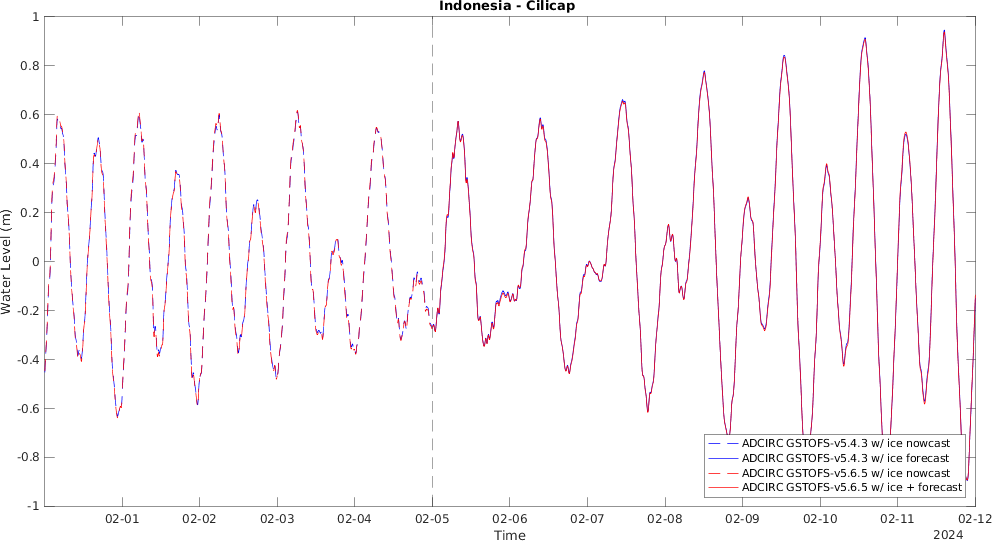 Indonesia - Cilicap
Water Level (m)
1
0.8
0.6
0.4
0.2
0
-0.2
-0.4
-0.6
-0.8
-1
ADCIRC GSTOFS-v5.4.3 w/ ice nowcast
ADCIRC GSTOFS-v5.4.3 w/ ice forecast
ADCIRC GSTOFS-v5.6.5 w/ ice nowcast
ADCIRC GSTOFS-v5.6.5 w/ ice + forecast
02-01 02-02 02-03 02-04 02-05 02-06 02-07 02-08 02-09 02-10 02-11 02-12
Time
2024